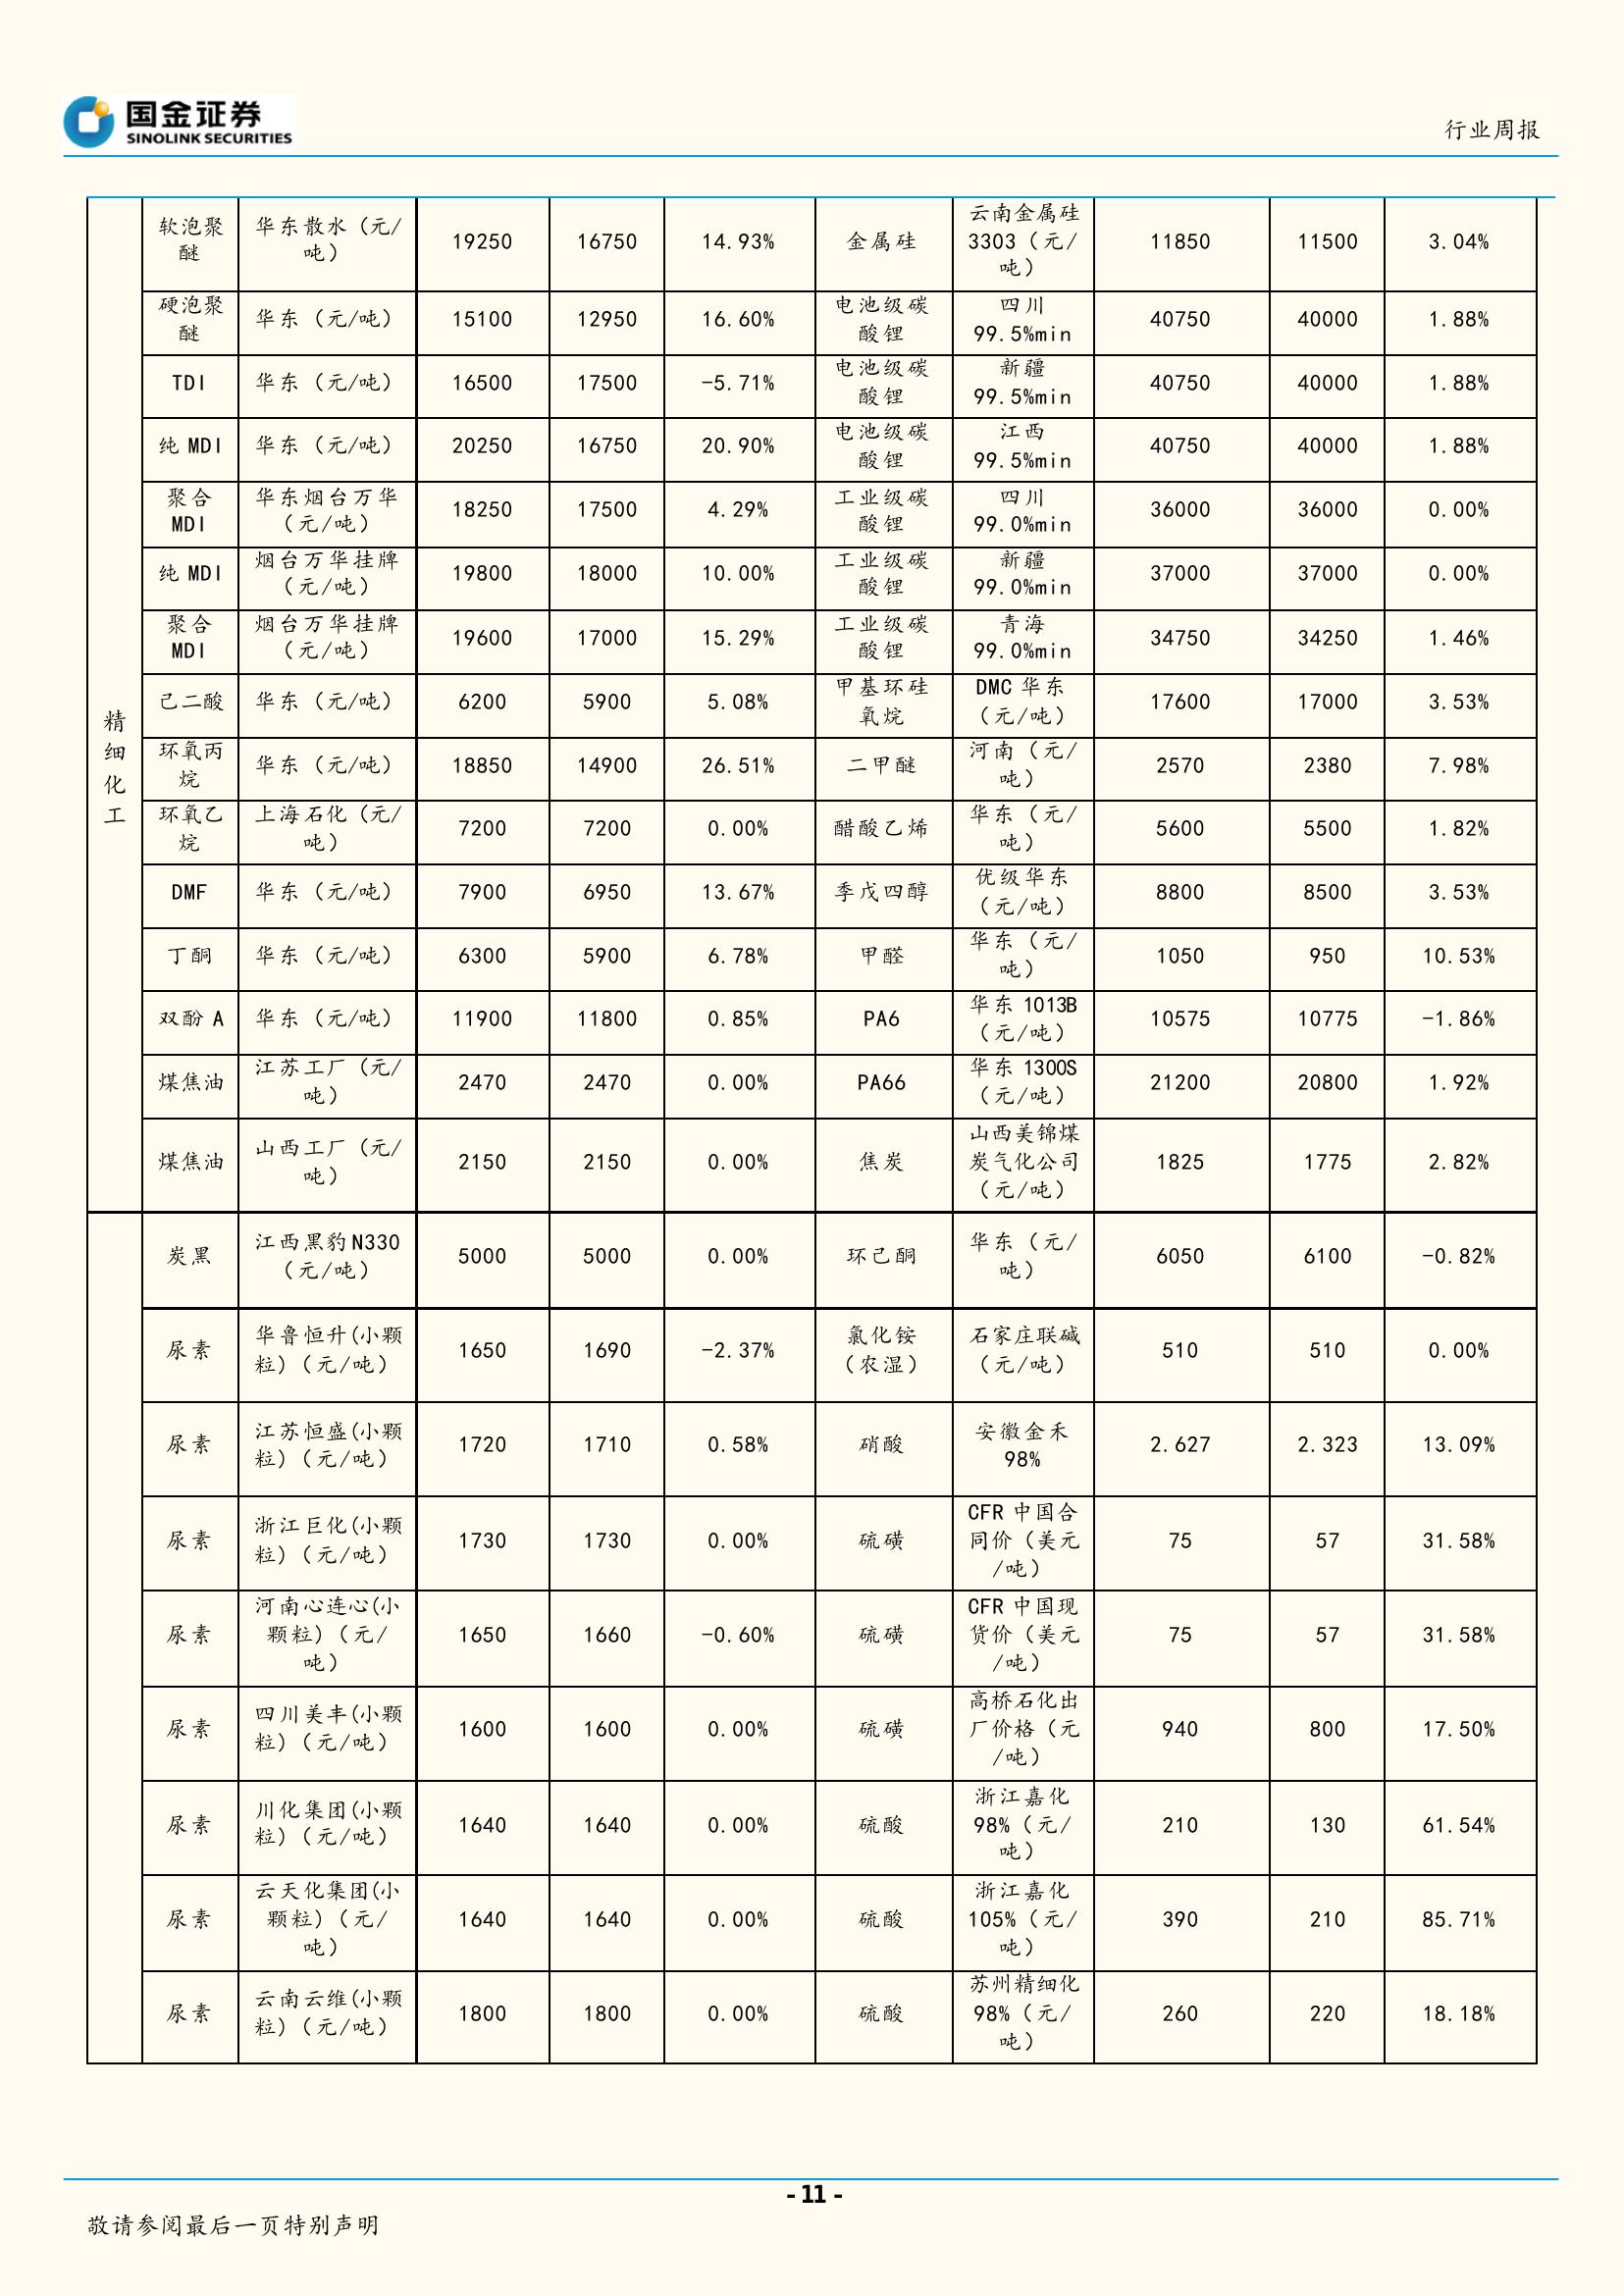 国金证券
SINOLINK SECURITIES
行业周报
精细化工
软泡聚醚 华东散水（元/吨） 19250 16750 14.93% 金属硅 云南金属硅3303（元/吨） 11850 11500 3.04%
硬泡聚醚 华东（元/吨） 15100 12950 16.60% 电池级碳酸锂 四川99.5%min 40750 40000 1.88%
TDI 华东（元/吨） 16500 17500 -5.71% 电池级碳酸锂 新疆99.5%min 40750 40000 1.88%
纯MDI 华东（元/吨） 20250 16750 20.90% 电池级碳酸锂 江西99.5%min 40750 40000 1.88%
聚合MDI 华东烟台万华（元/吨） 18250 17500 4.29% 工业级碳酸锂 四川99.0%min 36000 36000 0.00%
纯MDI 烟台万华挂牌（元/吨） 19800 18000 10.00% 工业级碳酸锂 新疆99.0%min 37000 37000 0.00%
聚合MDI 烟台万华挂牌（元/吨） 19600 17000 15.29% 工业级碳酸锂 青海99.0%min 34750 34250 1.46%
己二酸 华东（元/吨） 6200 5900 5.08% 甲基环硅氧烷 DMC 华东（元/吨） 17600 17000 3.53%
环氧丙烷 华东（元/吨） 18850 14900 26.51% 二甲醚 河南（元/吨） 2570 2380 7.98%
环氧乙烷 上海石化（元/吨） 7200 7200 0.00% 醋酸乙烯 华东（元/吨） 5600 5500 1.82%
DMF 华东（元/吨） 7900 6950 13.67% 季戊四醇 优级华东（元/吨） 8800 8500 3.53%
丁酮 华东（元/吨） 6300 5900 6.78% 甲醛 华东（元/吨） 1050 950 10.53%
双酚A 华东（元/吨） 11900 11800 0.85% PA6 华东1013B（元/吨） 10575 10775 -1.86%
煤焦油 江苏工厂（元/吨） 2470 2470 0.00% PA66 华东1300S（元/吨） 21200 20800 1.92%
煤焦油 山西工厂（元/吨） 2150 2150 0.00% 焦炭 山西美锦煤炭气化公司（元/吨） 1825 1775 2.82%
炭黑 江西黑豹N330（元/吨） 5000 5000 0.00% 环己酮 华东（元/吨） 6050 6100 -0.82%
尿素 华鲁恒升(小颗粒)（元/吨） 1650 1690 -2.37% 氯化铵（农湿） 石家庄联碱（元/吨） 510 510 0.00%
尿素 江苏恒盛(小颗粒)（元/吨） 1720 1710 0.58% 硝酸 安徽金禾98% 2.627 2.323 13.09%
尿素 浙江巨化(小颗粒)（元/吨） 1730 1730 0.00% 硫磺 CFR 中国合同价（美元/吨） 75 57 31.58%
尿素 河南心连心(小颗粒)（元/吨） 1650 1660 -0.60% 硫磺 CFR 中国现货价（美元/吨） 75 57 31.58%
尿素 四川美丰(小颗粒)（元/吨） 1600 1600 0.00% 硫磺 高桥石化出厂价格（元/吨） 940 800 17.50%
尿素 川化集团(小颗粒)（元/吨） 1640 1640 0.00% 硫酸 浙江嘉化98%（元/吨） 210 130 61.54%
尿素 云天化集团(小颗粒)（元/吨） 1640 1640 0.00% 硫酸 浙江嘉化105%（元/吨） 390 210 85.71%
尿素 云南云维(小颗粒)（元/吨） 1800 1800 0.00% 硫酸 苏州精细化98%（元/吨） 260 220 18.18%
- 11 -
敬请参阅最后一页特别声明